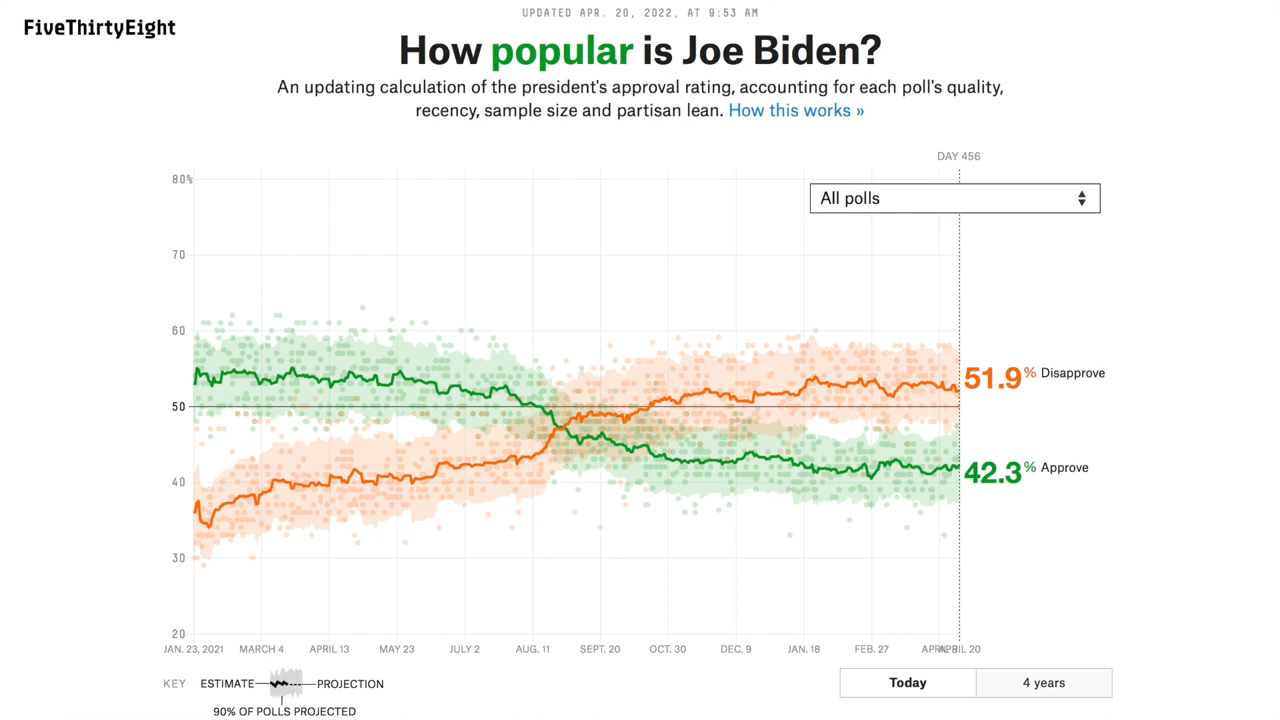 UPDATED APR. 20, 2022, AT 9:53 AM
FiveThirtyEight
How popular is Joe Biden?
An updating calculation of the president's approval rating, accounting for each poll's quality,
recency, sample size and partisan lean. How this works »
DAY 456
All polls
80%
70
60
50
40
30
20
51.9% Disapprove
42.3% Approve
JAN. 23, 2021 MARCH 4 APRIL 13 MAY 23 JULY 2 AUG. 11 SEPT. 20 OCT. 30 DEC. 9 JAN. 18 FEB. 27 APRIL 20
KEY ESTIMATE PROJECTION
90% OF POLLS PROJECTED
Today 4 years